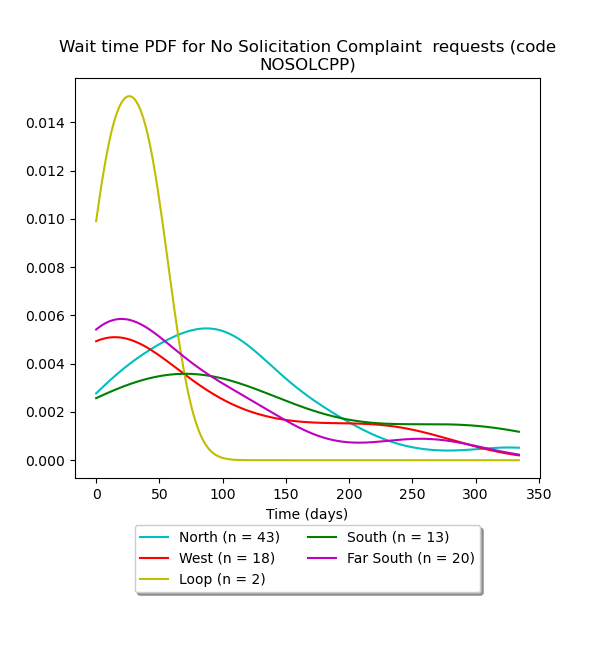 Wait time PDF for No Solicitation Complaint  requests (code
NOSOLCPP)
0.014
0.012
0.010
0.008
0.006
0.004
0.002
0.000
0 50 100 150 200 250 300 350
Time (days)
North (n = 43) South (n = 13)
West (n = 18) Far South (n = 20)
Loop (n = 2)